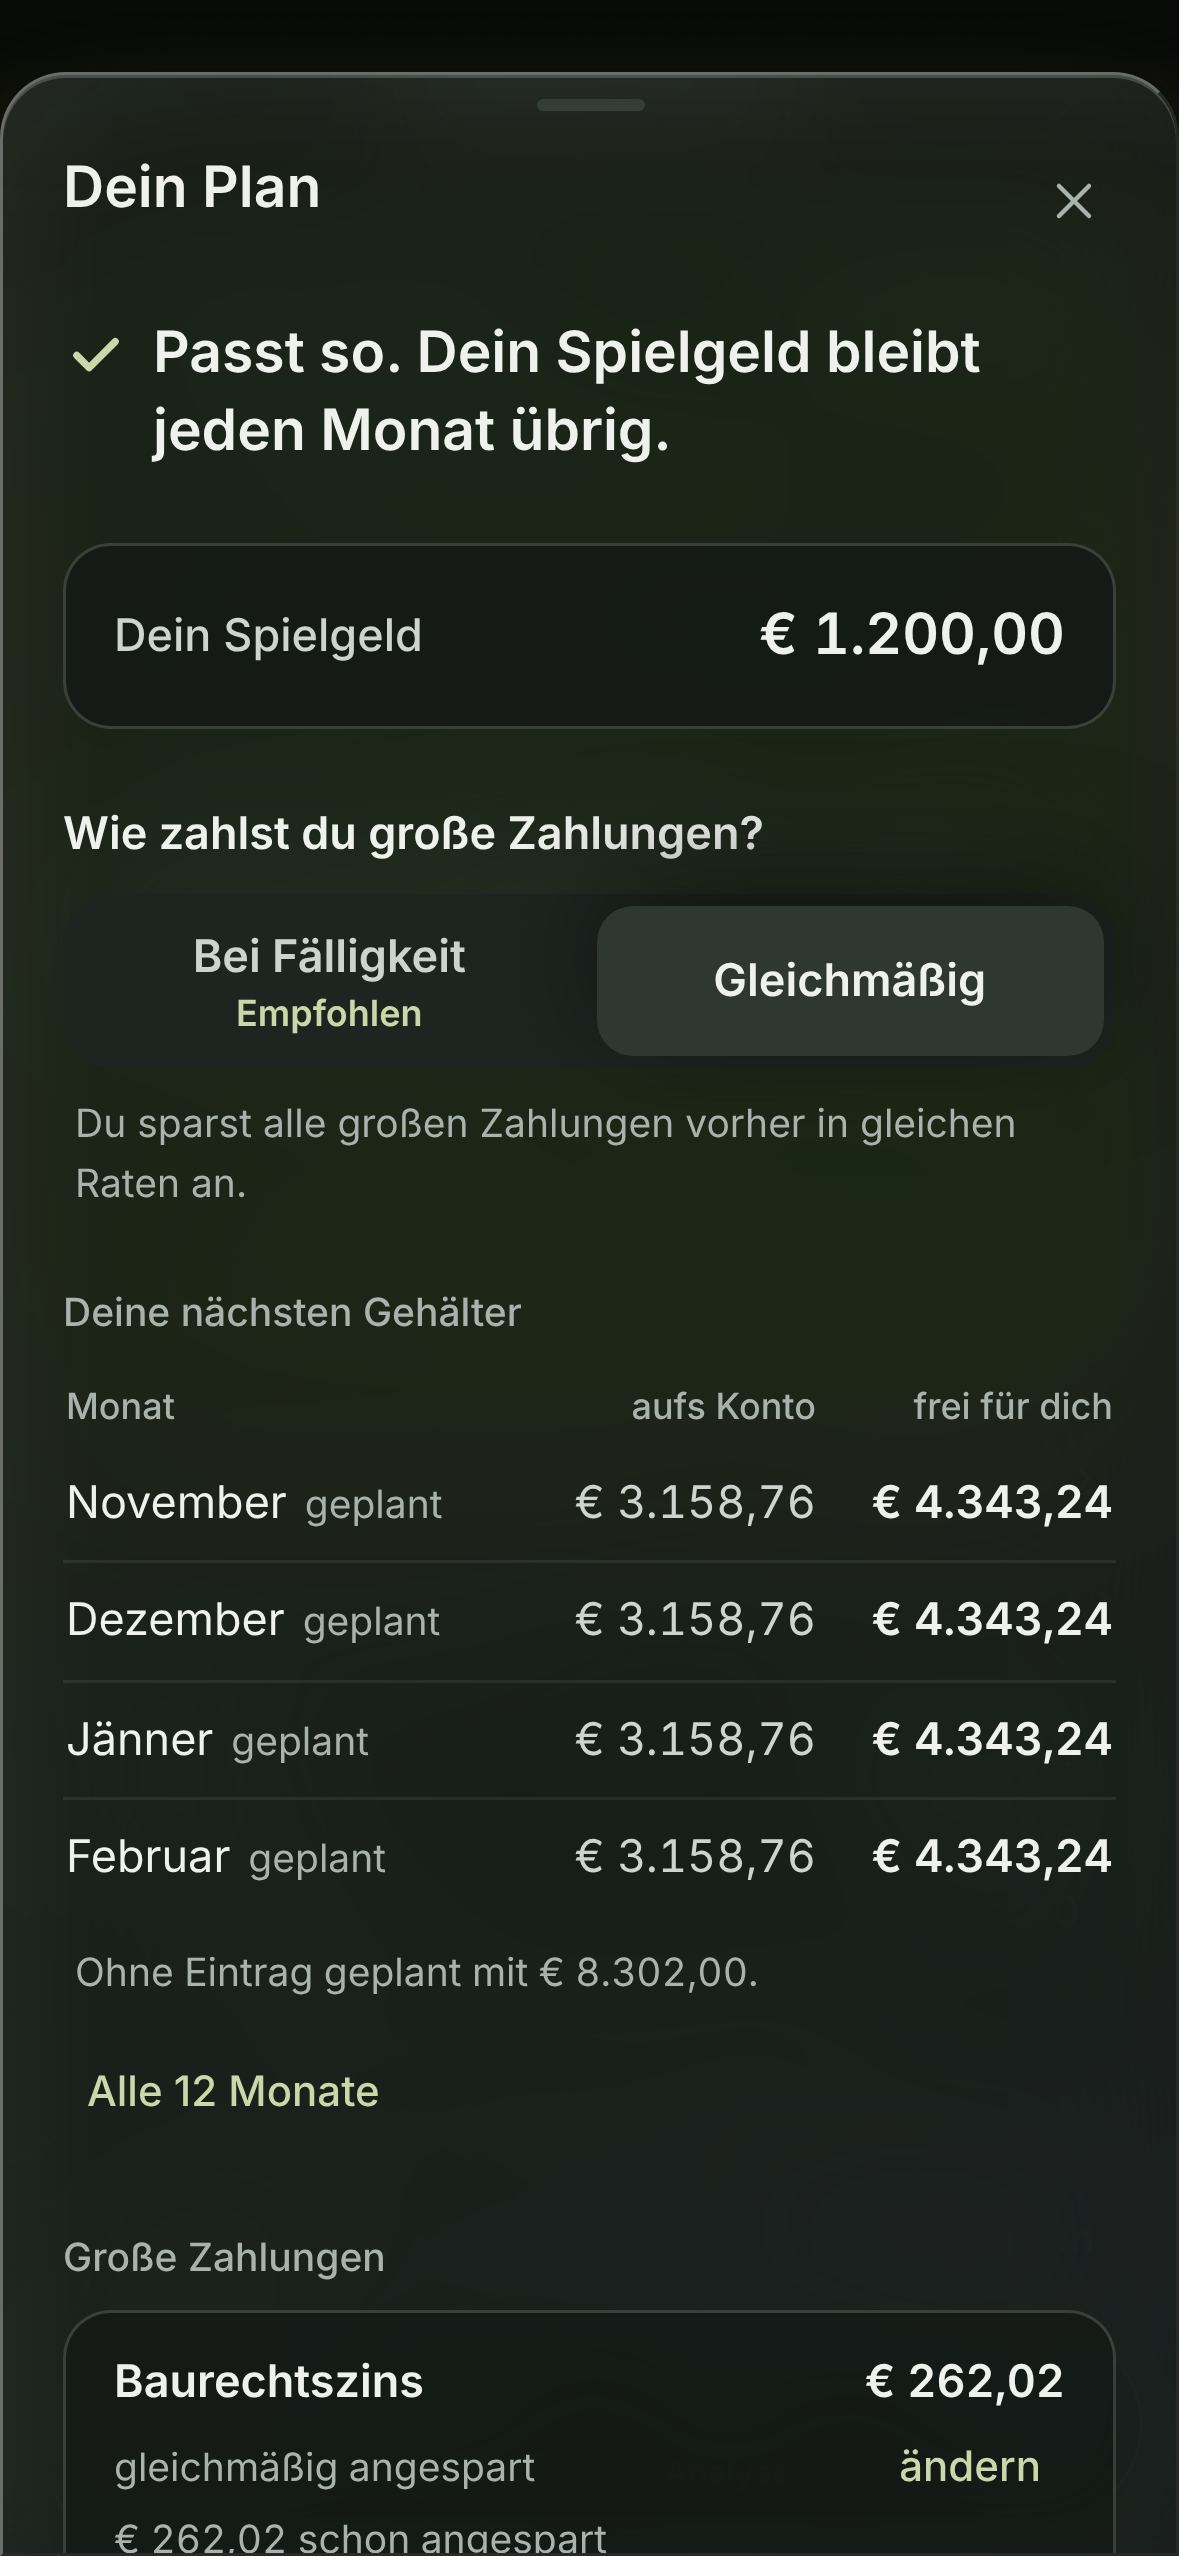 Dein Plan
Passt so. Dein Spielgeld bleibt
jeden Monat übrig.
Dein Spielgeld € 1.200,00
Wie zahlst du große Zahlungen?
Bei Fälligkeit
Empfohlen
Gleichmäßig
Du sparst alle großen Zahlungen vorher in gleichen
Raten an.
Deine nächsten Gehälter
Monat aufs Konto frei für dich
November geplant € 3.158,76 € 4.343,24
Dezember geplant € 3.158,76 € 4.343,24
Jänner geplant € 3.158,76 € 4.343,24
Februar geplant € 3.158,76 € 4.343,24
Ohne Eintrag geplant mit € 8.302,00.
Alle 12 Monate
Große Zahlungen
Baurechtszins € 262,02
gleichmäßig angespart ändern
€ 262,02 schon angespart